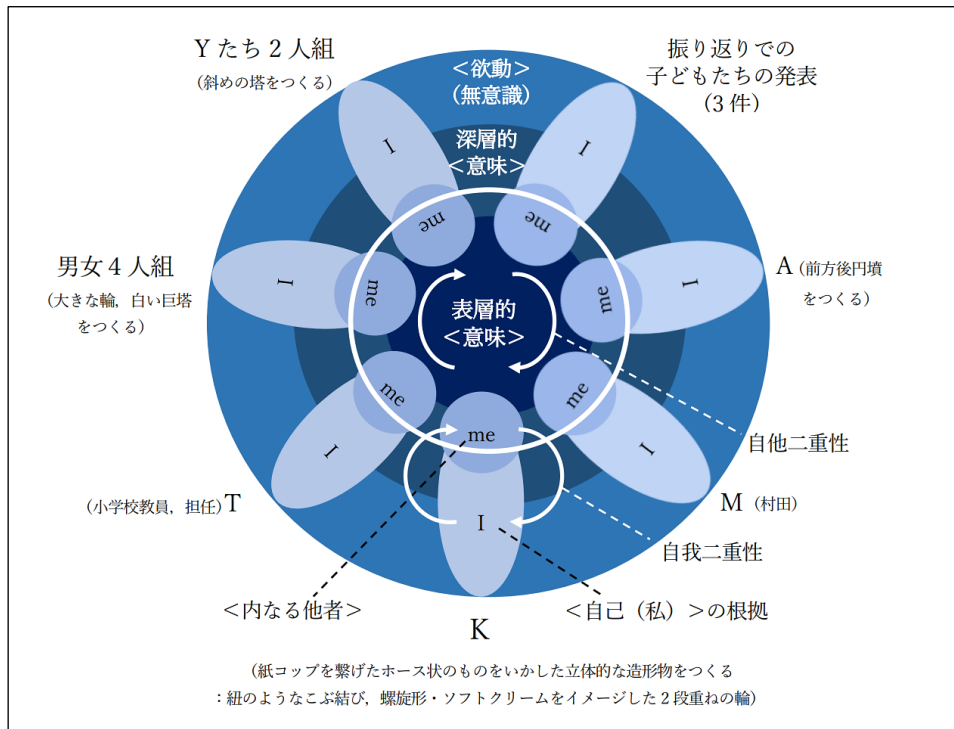 Yたち２人組
(斜めの塔をつくる)
振り返りでの
子どもたちの発表
(３件)
＜欲動＞
(無意識)
深層的
＜意味＞
I
I
me
me
男女４人組
(大きな輪，白い巨塔
をつくる)
I
me
表層的
＜意味＞
me
I
A (前方後円墳
をつくる)
me
me
me
I
I
I
自他二重性
(小学校教員，担任) T
M (村田)
自我二重性
＜内なる他者＞
＜自己（私）＞の根拠
K
(紙コップを繋げたホース状のものをいかした立体的な造形物をつくる
：紐のようなこぶ結び，螺旋形・ソフトクリームをイメージした２段重ねの輪)